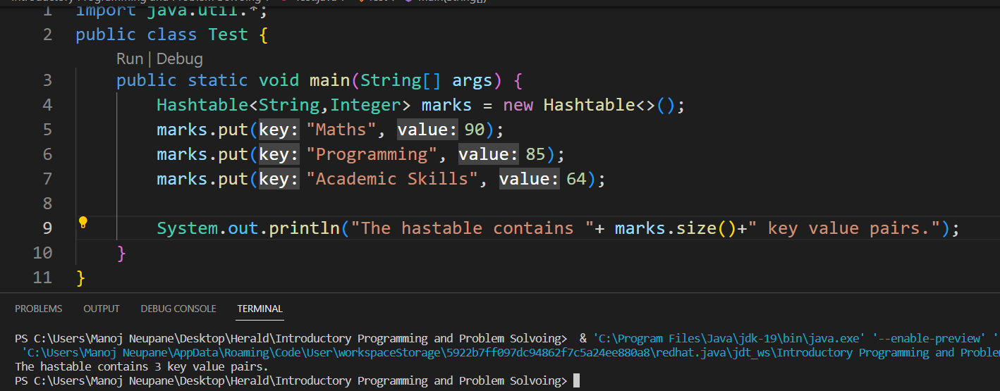 Introductory Programming and Problem Solvoing
1 import java.util.*;
2 public class Test {
Run | Debug
3 public static void main(String[] args) {
4 Hashtable<String,Integer> marks = new Hashtable<>();
5 marks.put(key: "Maths", value: 90);
6 marks.put(key: "Programming", value: 85);
7 marks.put(key: "Academic Skills", value: 64);
8
9 System.out.println("The hastable contains "+ marks.size()+" key value pairs.");
10 }
11 }
PROBLEMS OUTPUT DEBUG CONSOLE TERMINAL
PS C:\Users\Manoj Neupane\Desktop\Herald\Introductory Programming and Problem Solvoing> & 'C:\Program Files\Java\jdk-19\bin\java.exe' '--enable-preview' '
'C:\Users\Manoj Neupane\AppData\Roaming\Code\User\workspaceStorage\5922b7ff097dc94862f7c5a24ee880a8\redhat.java\jdt_ws\Introductory Programming and Proble
The hastable contains 3 key value pairs.
PS C:\Users\Manoj Neupane\Desktop\Herald\Introductory Programming and Problem Solvoing>